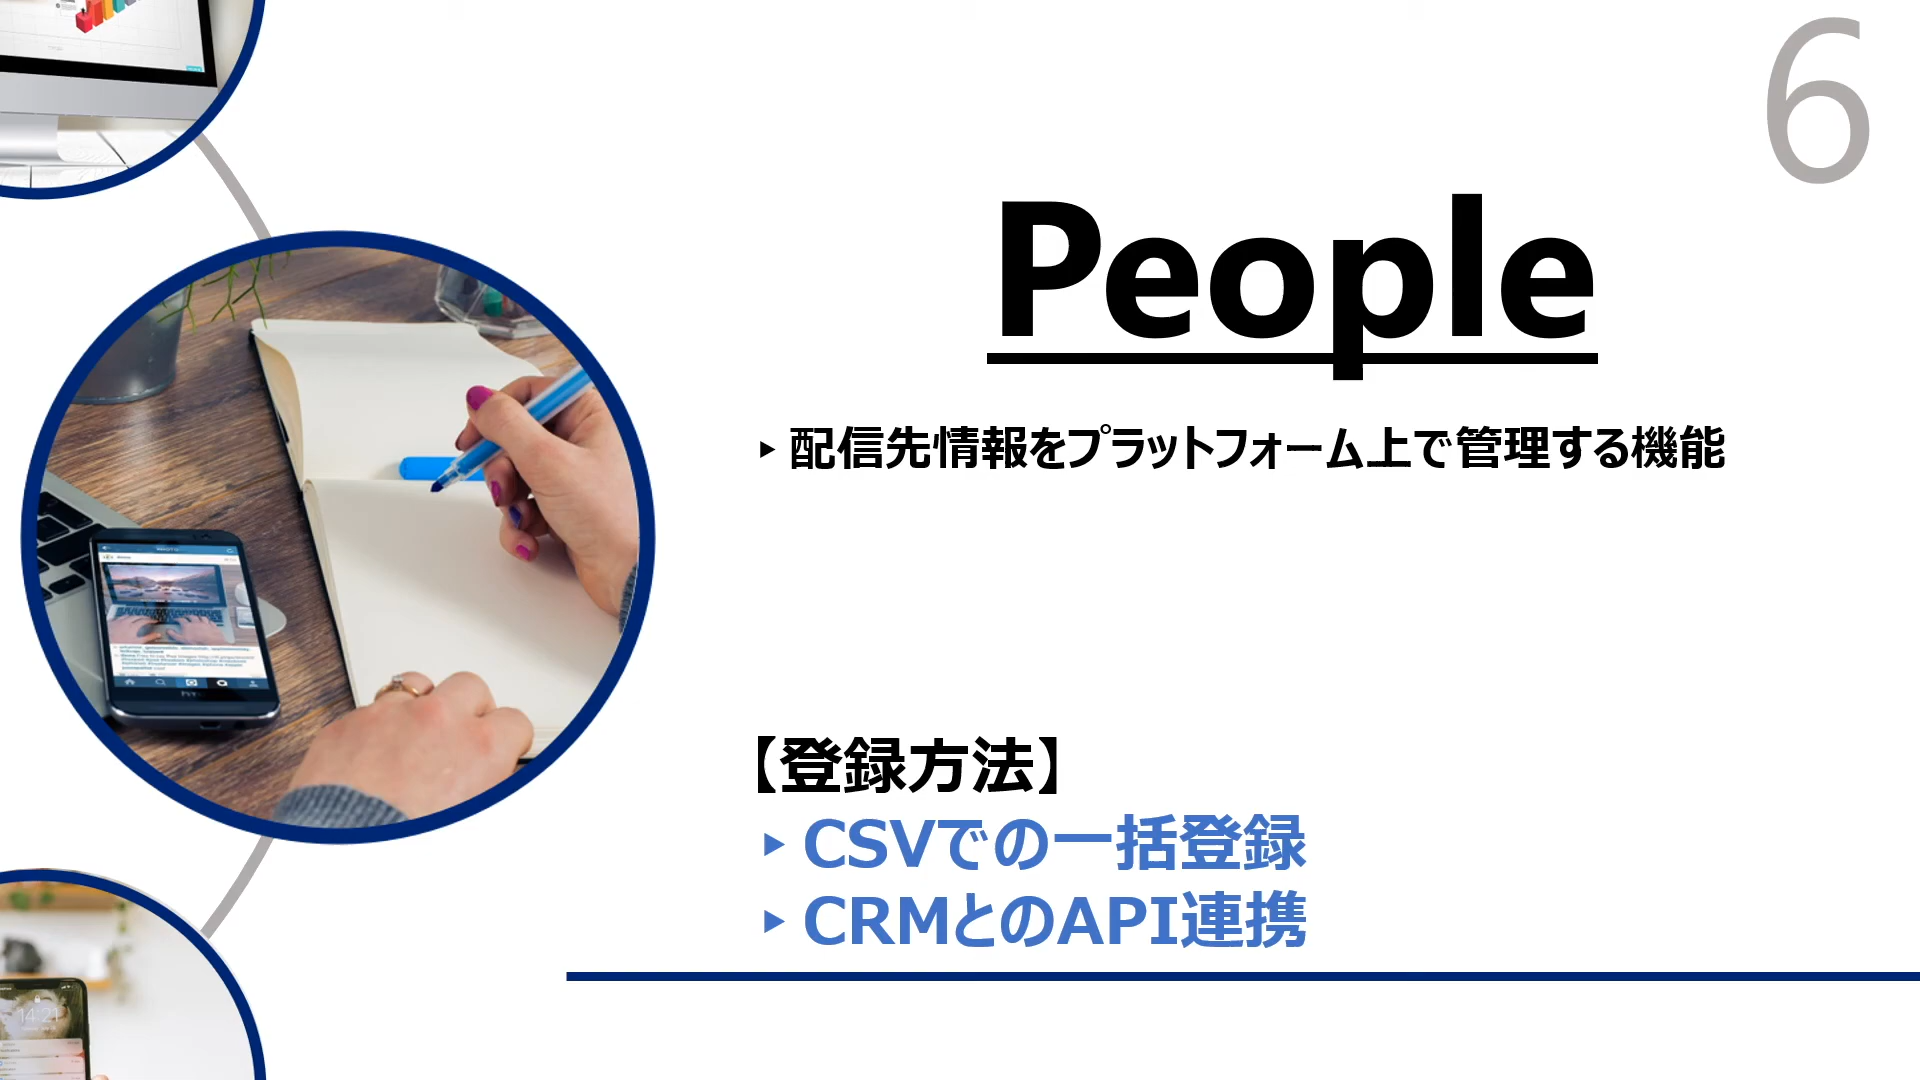 6
People
▸ 配信先情報をプラットフォーム上で管理する機能
【登録方法】
▸ CSVでの一括登録
▸ CRMとのAPI連携
14:21